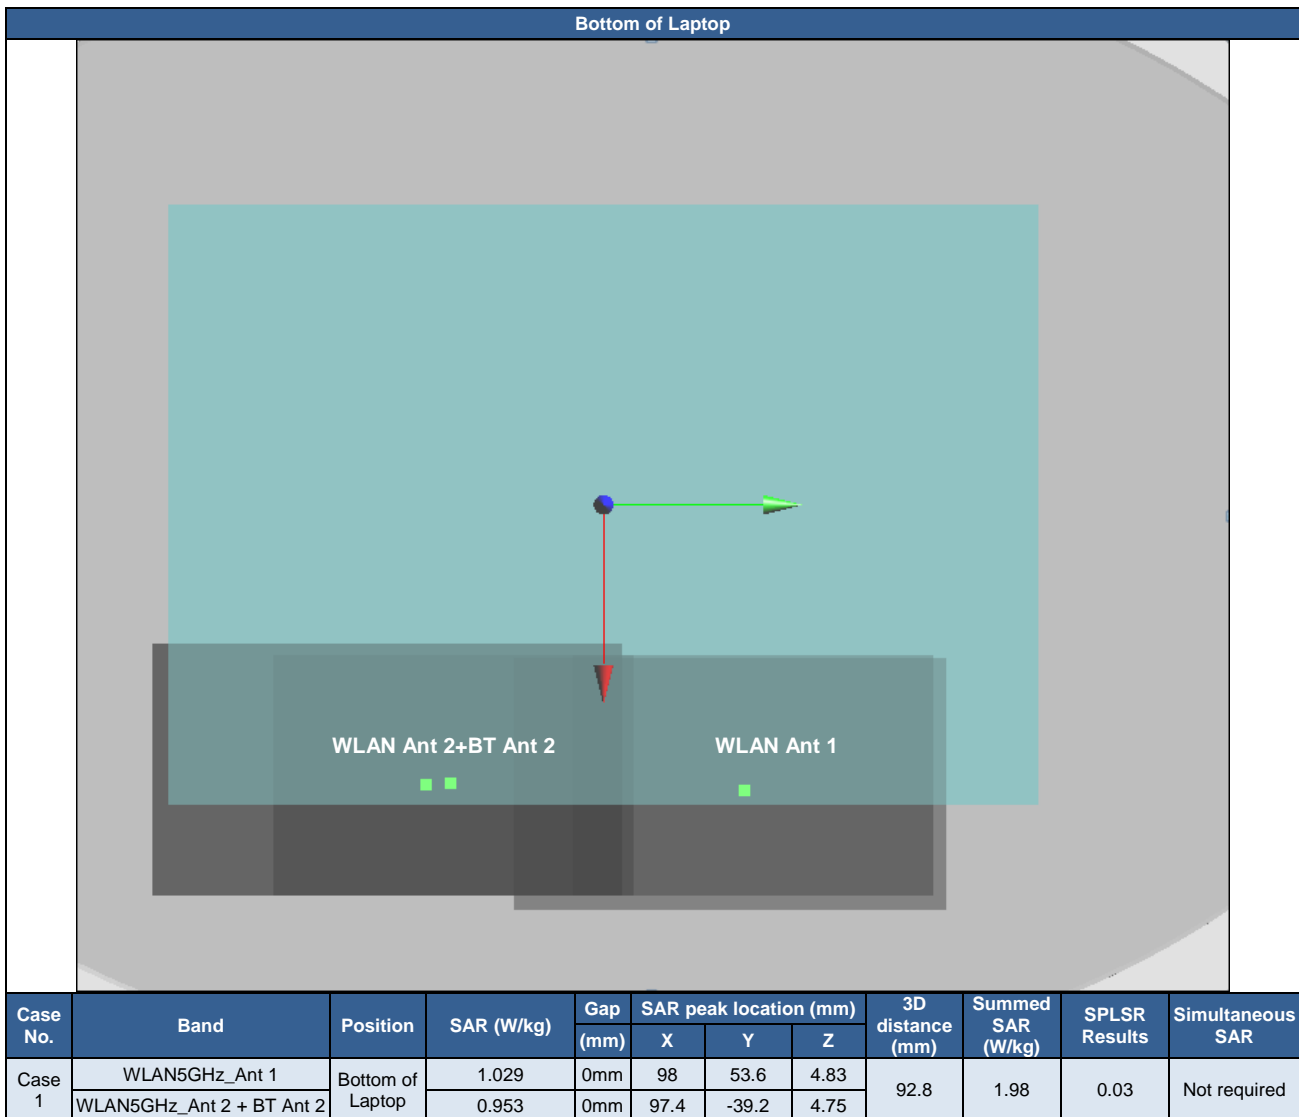 Bottom of Laptop
WLAN Ant 2+BT Ant 2
WLAN Ant 1
Case No. Band Position SAR (W/kg) Gap (mm) SAR peak location (mm) 3D distance (mm) Summed SAR (W/kg) SPLSR Results Simultaneous SAR
X Y Z
Case 1 WLAN5GHz_Ant 1 Bottom of Laptop 1.029 0mm 98 53.6 4.83 92.8 1.98 0.03 Not required
WLAN5GHz_Ant 2 + BT Ant 2 0.953 0mm 97.4 -39.2 4.75